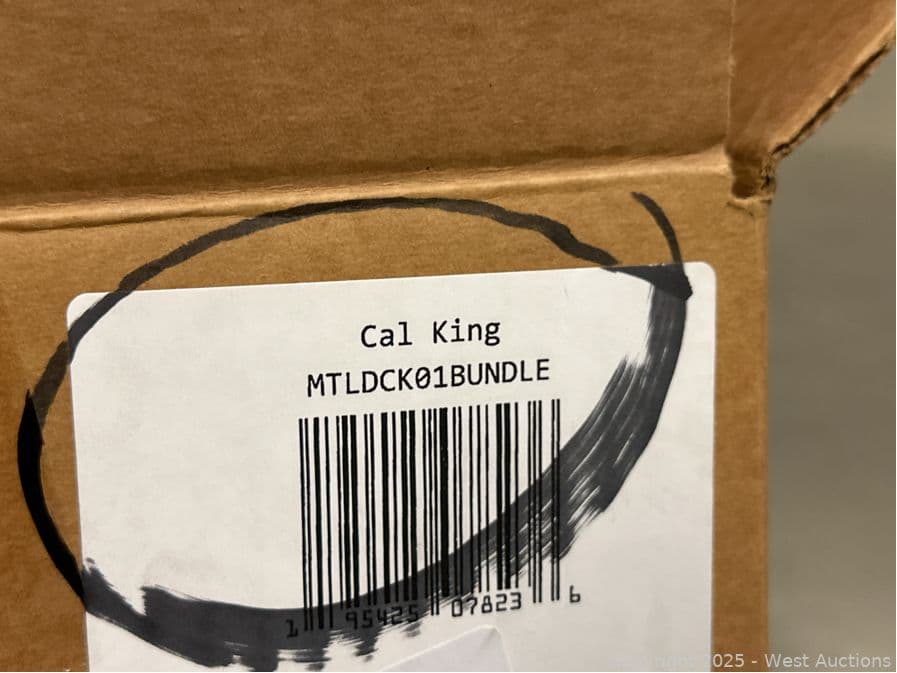 Cal King
MTLDCK01BUNDLE
1 95425 07823 6
2025 - West Auctions